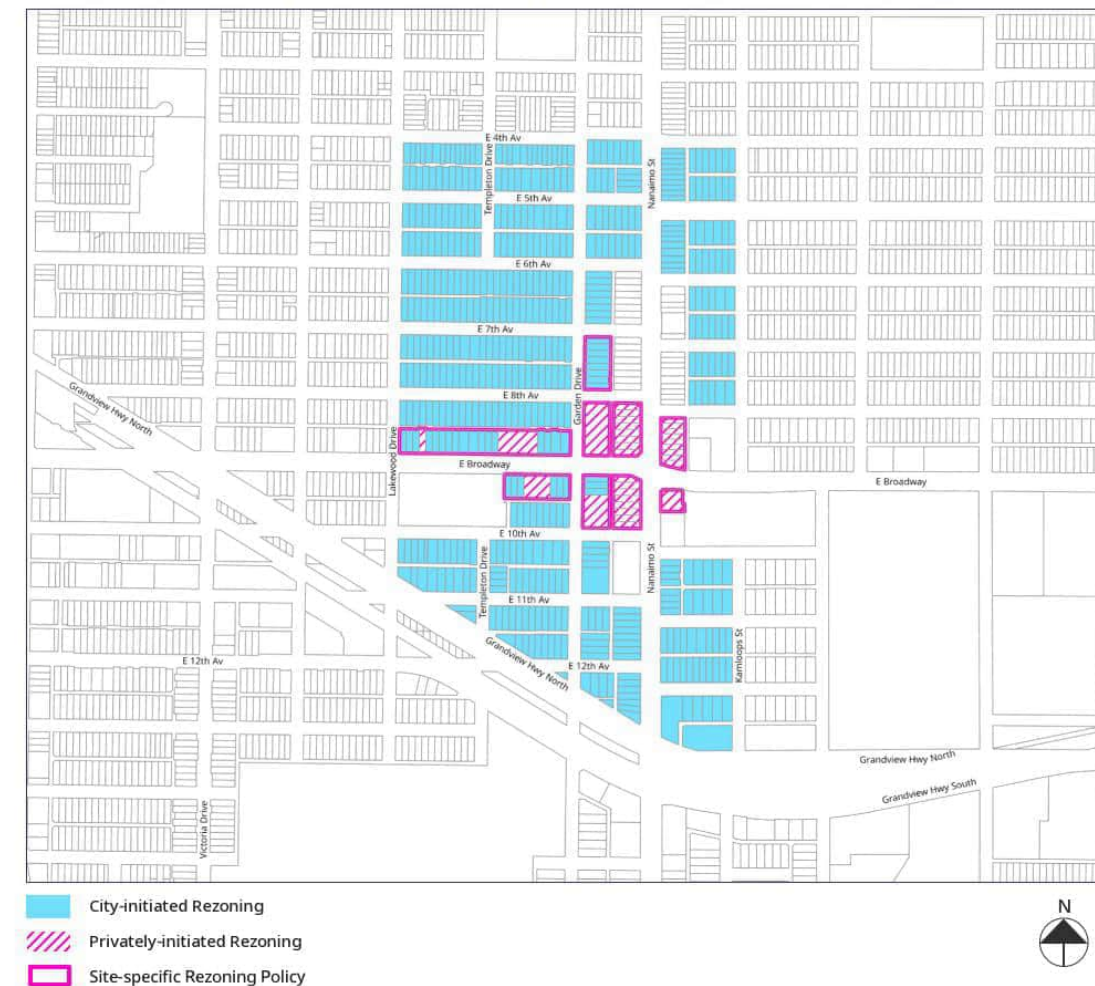 E 4th Av
Templeton Drive
Nanaimo St
E 5th Av
E 6th Av
E 7th Av
Garden Drive
E 8th Av
Grandview Hwy North
Lakewood Drive
E Broadway
E Broadway
E 10th Av
Templeton Drive
Nanaimo St
E 11th Av
Grandview Hwy North
E 12th Av
E 12th Av
Kamloops St
Grandview Hwy North
Grandview Hwy South
Victoria Drive
City-initiated Rezoning
N
Privately-initiated Rezoning
Site-specific Rezoning Policy